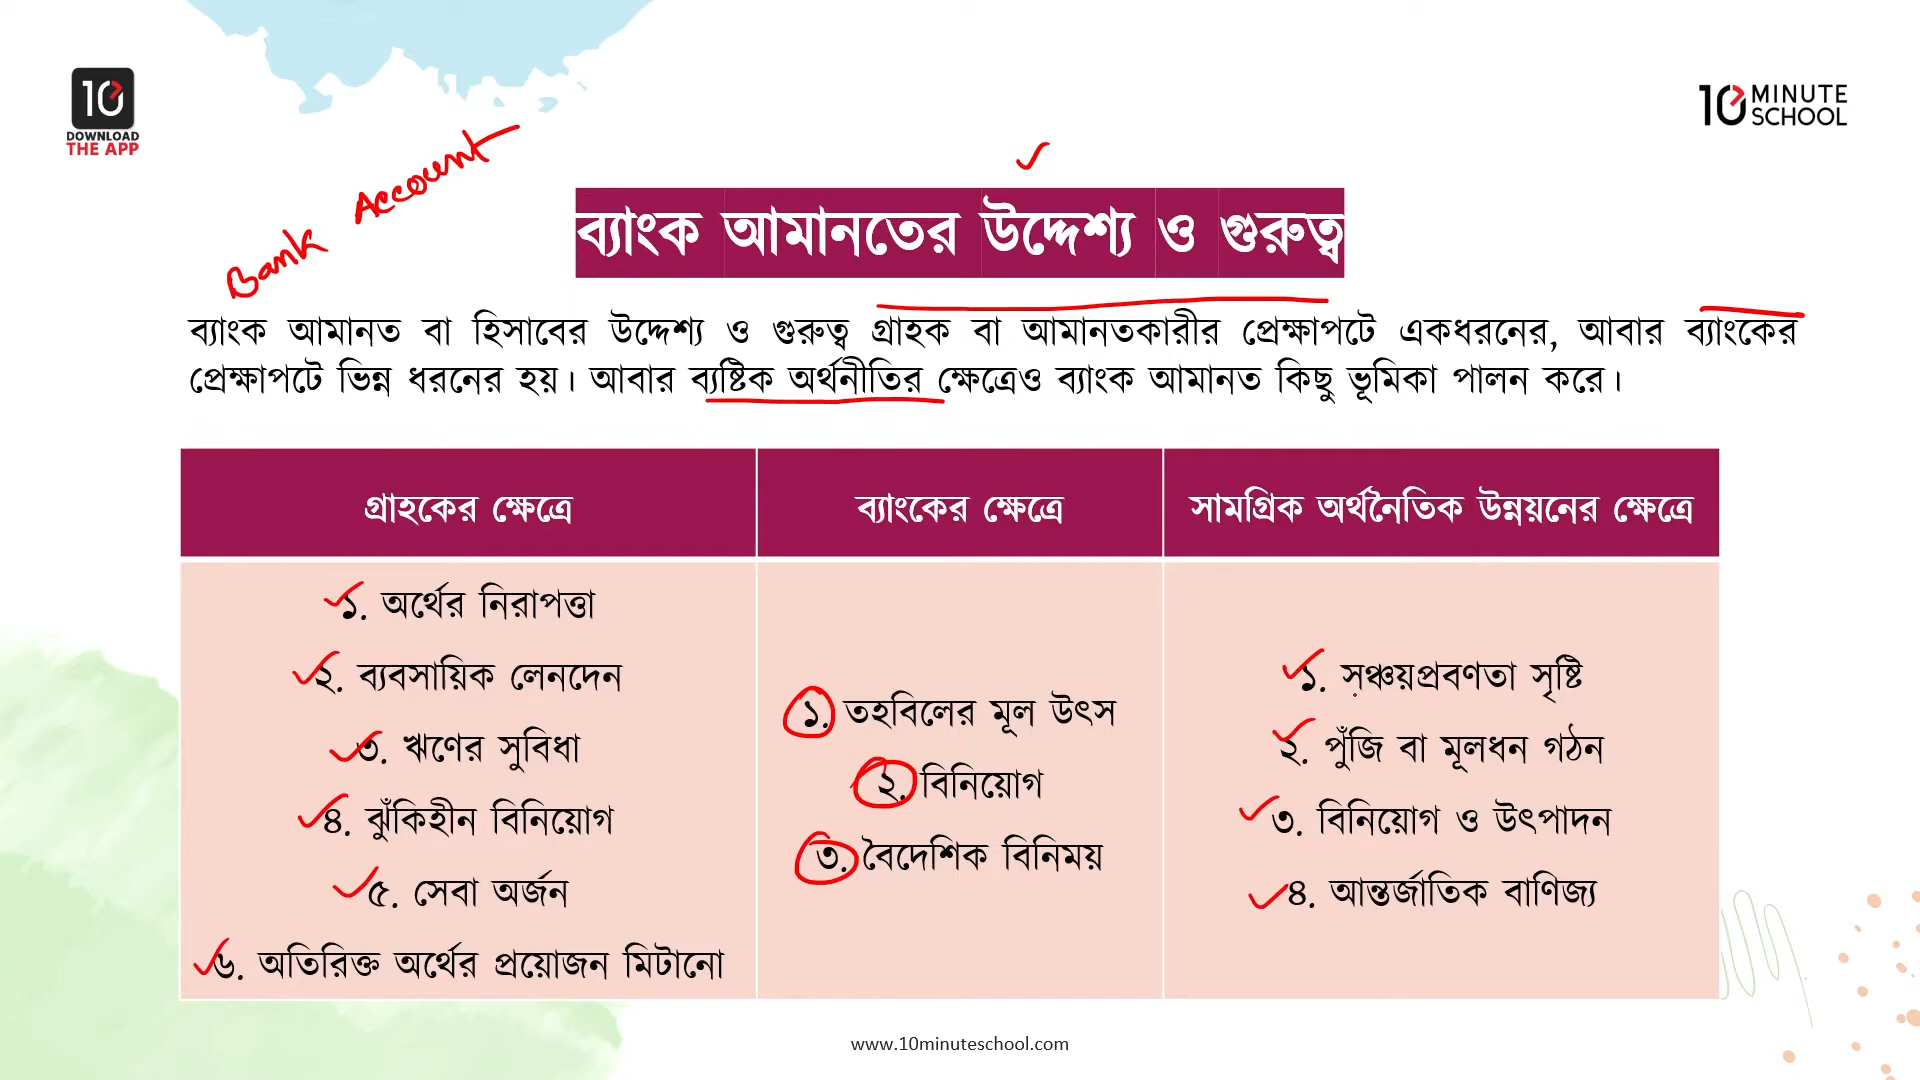 10
DOWNLOAD
THE APP
10 MINUTE
SCHOOL
Bank Account
ব্যাংক আমানতের উদ্দেশ্য ও গুরুত্ব
ব্যাংক আমানত বা হিসাবের উদ্দেশ্য ও গুরুত্ব গ্রাহক বা আমানতকারীর প্রেক্ষাপটে একধরনের, আবার ব্যাংকের
প্রেক্ষাপটে ভিন্ন ধরনের হয়। আবার ব্যষ্টিক অর্থনীতির ক্ষেত্রেও ব্যাংক আমানত কিছু ভূমিকা পালন করে।
গ্রাহকের ক্ষেত্রে
১. অর্থের নিরাপত্তা
২. ব্যবসায়িক লেনদেন
৩. ঋণের সুবিধা
৪. ঝুঁকিহীন বিনিয়োগ
৫. সেবা অর্জন
৬. অতিরিক্ত অর্থের প্রয়োজন মিটানো
ব্যাংকের ক্ষেত্রে
১. তহবিলের মূল উৎস
২. বিনিয়োগ
৩. বৈদেশিক বিনিময়
সামগ্রিক অর্থনৈতিক উন্নয়নের ক্ষেত্রে
১. সঞ্চয়প্রবণতা সৃষ্টি
২. পুঁজি বা মূলধন গঠন
৩. বিনিয়োগ ও উৎপাদন
৪. আন্তর্জাতিক বাণিজ্য
www.10minuteschool.com